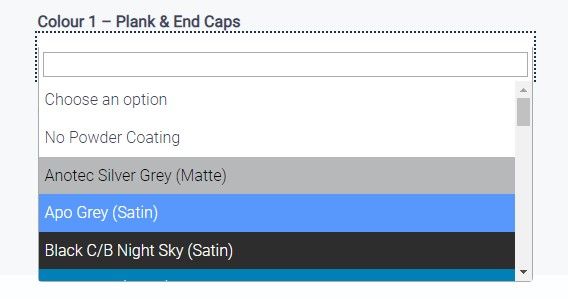 Colour 1 – Plank & End Caps
Choose an option
No Powder Coating
Anotec Silver Grey (Matte)
Apo Grey (Satin)
Black C/B Night Sky (Satin)